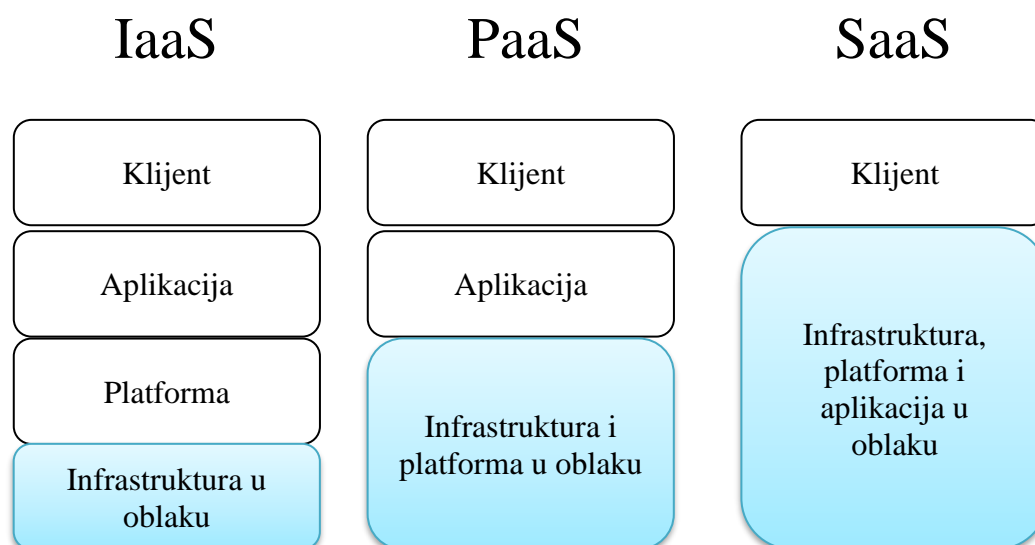 IaaS
PaaS
SaaS
Klijent
Aplikacija
Platforma
Infrastruktura u
oblaku
Klijent
Aplikacija
Infrastruktura i
platforma u oblaku
Klijent
Infrastruktura,
platforma i
aplikacija u
oblaku